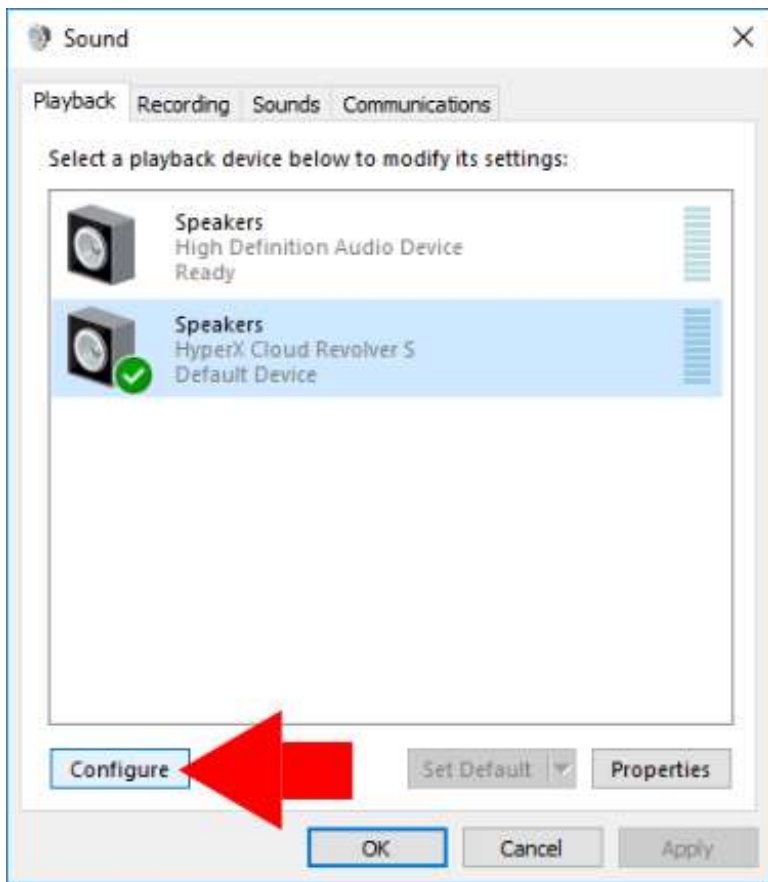 Sound
Playback Recording Sounds Communications
Select a playback device below to modify its settings:
Speakers
High Definition Audio Device
Ready
Speakers
HyperX Cloud Revolver S
Default Device
Configure Set Default Properties
OK Cancel Apply